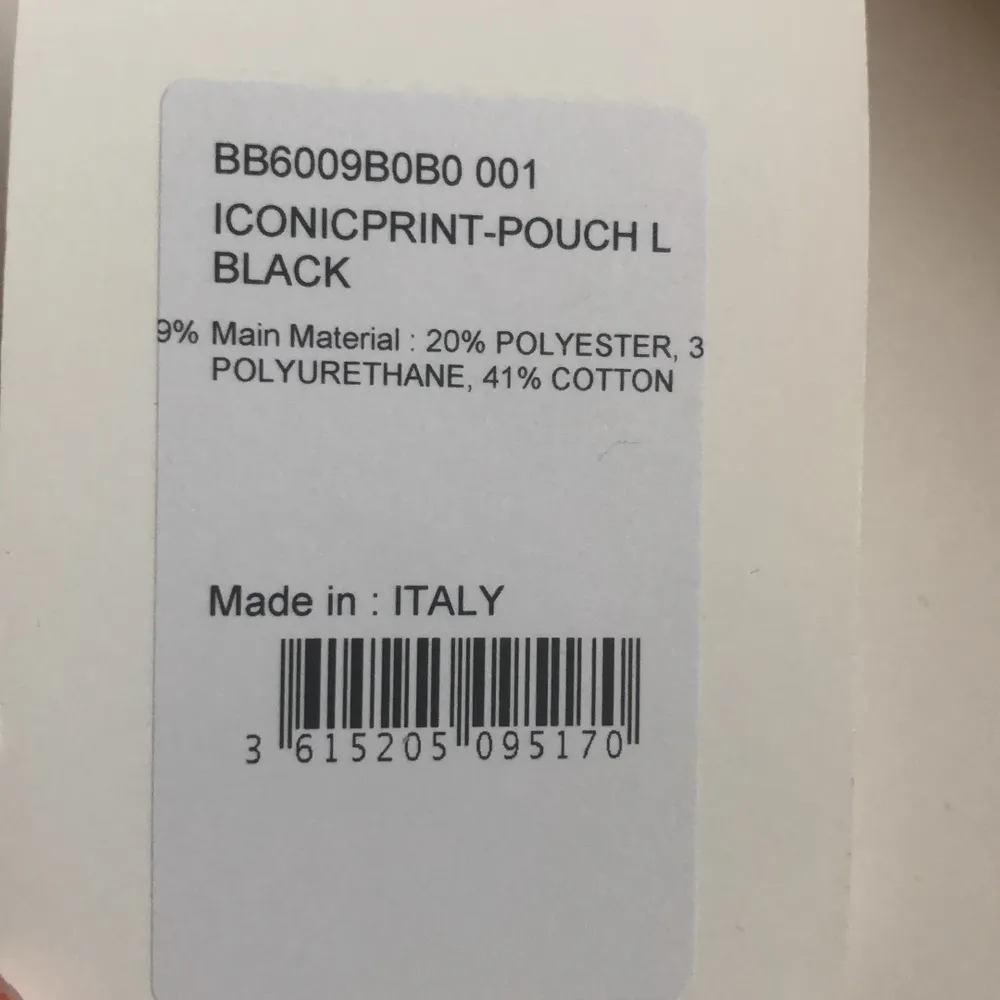 BB6009B0B0 001
ICONICPRINT-POUCH L
BLACK
9% Main Material : 20% POLYESTER, 3
POLYURETHANE, 41% COTTON
Made in : ITALY
3 615205 095170